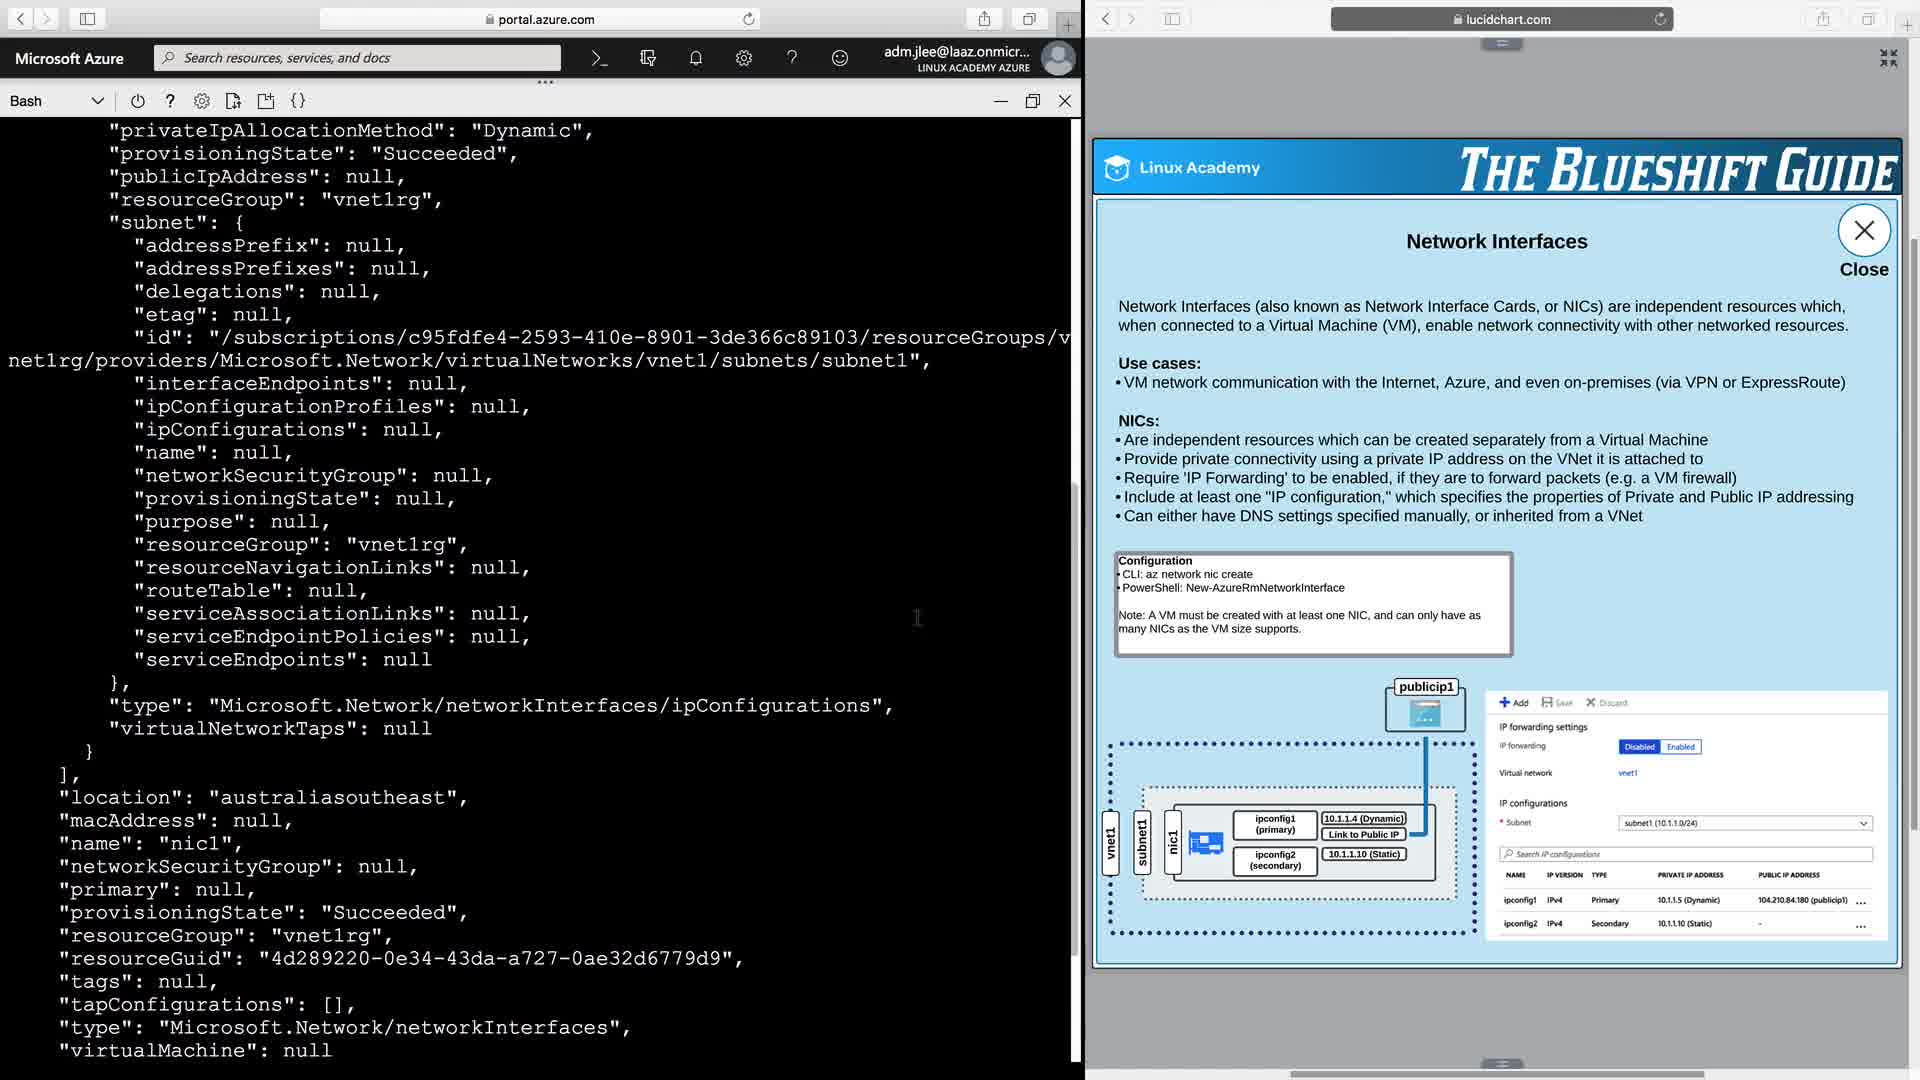 portal.azure.com
Microsoft Azure
Search resources, services, and docs
adm.jlee@laaz.onmicr...
LINUX ACADEMY AZURE
Bash
"privateIpAllocationMethod": "Dynamic",
"provisioningState": "Succeeded",
"publicIpAddress": null,
"resourceGroup": "vnet1rg",
"subnet": {
"addressPrefix": null,
"addressPrefixes": null,
"delegations": null,
"etag": null,
"id": "/subscriptions/c95fdfe4-2593-410e-8901-3de366c89103/resourceGroups/v
net1rg/providers/Microsoft.Network/virtualNetworks/vnet1/subnets/subnet1",
"interfaceEndpoints": null,
"ipConfigurationProfiles": null,
"ipConfigurations": null,
"name": null,
"networkSecurityGroup": null,
"provisioningState": null,
"purpose": null,
"resourceGroup": "vnet1rg",
"resourceNavigationLinks": null,
"routeTable": null,
"serviceAssociationLinks": null,
"serviceEndpointPolicies": null,
"serviceEndpoints": null
},
"type": "Microsoft.Network/networkInterfaces/ipConfigurations",
"virtualNetworkTaps": null
}
],
"location": "australiasoutheast",
"macAddress": null,
"name": "nic1",
"networkSecurityGroup": null,
"primary": null,
"provisioningState": "Succeeded",
"resourceGroup": "vnet1rg",
"resourceGuid": "4d289220-0e34-43da-a727-0ae32d6779d9",
"tags": null,
"tapConfigurations": [],
"type": "Microsoft.Network/networkInterfaces",
"virtualMachine": null
lucidchart.com
Linux Academy
THE BLUESHIFT GUIDE
Network Interfaces
Close
Network Interfaces (also known as Network Interface Cards, or NICs) are independent resources which,
when connected to a Virtual Machine (VM), enable network connectivity with other networked resources.
Use cases:
• VM network communication with the Internet, Azure, and even on-premises (via VPN or ExpressRoute)
NICs:
• Are independent resources which can be created separately from a Virtual Machine
• Provide private connectivity using a private IP address on the VNet it is attached to
• Require 'IP Forwarding' to be enabled, if they are to forward packets (e.g. a VM firewall)
• Include at least one "IP configuration," which specifies the properties of Private and Public IP addressing
• Can either have DNS settings specified manually, or inherited from a VNet
Configuration
• CLI: az network nic create
• PowerShell: New-AzureRmNetworkInterface
Note: A VM must be created with at least one NIC, and can only have as
many NICs as the VM size supports.
publicip1
vnet1
subnet1
nic1
ipconfig1
(primary)
10.1.1.4 (Dynamic)
Link to Public IP
ipconfig2
(secondary)
10.1.1.10 (Static)
Add Save Discard
IP forwarding settings
IP forwarding Disabled Enabled
Virtual network vnet1
IP configurations
* Subnet subnet1 (10.1.1.0/24)
Search IP configurations
NAME IP VERSION TYPE PRIVATE IP ADDRESS PUBLIC IP ADDRESS
ipconfig1 IPv4 Primary 10.1.1.5 (Dynamic) 104.210.84.180 (publicip1) ...
ipconfig2 IPv4 Secondary 10.1.1.10 (Static) - ...